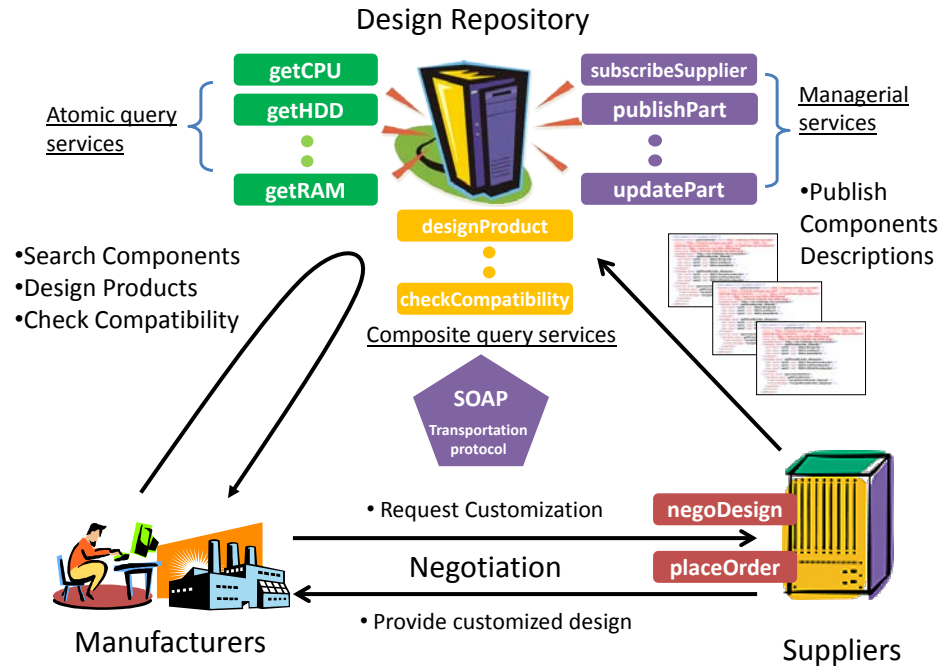 Design Repository
getCPU
getHDD
getRAM
Atomic query
services
subscribeSupplier
publishPart
updatePart
Managerial
services
designProduct
checkCompatibility
Composite query services
•Search Components
•Design Products
•Check Compatibility
•Publish
Components
Descriptions
SOAP
Transportation
protocol
• Request Customization
negoDesign
Negotiation
placeOrder
• Provide customized design
Manufacturers
Suppliers